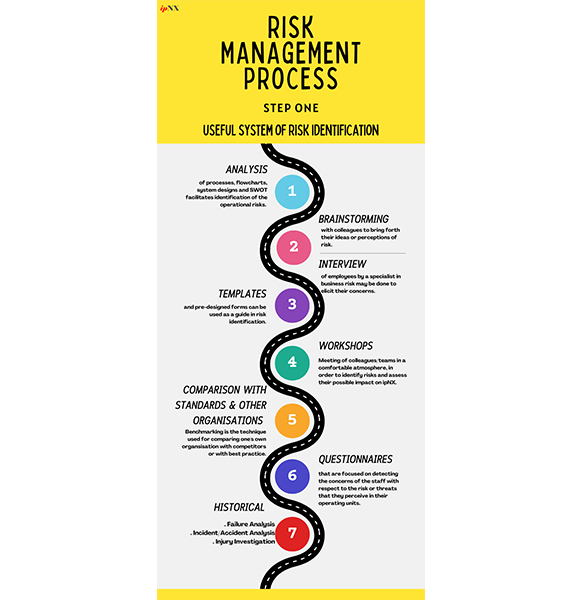 ipNX
RISK
MANAGEMENT
PROCESS
STEP ONE
USEFUL SYSTEM OF RISK IDENTIFICATION
ANALYSIS
of processes, flowcharts,
system designs and SWOT
facilitates identification of the
operational risks.
1
BRAINSTORMING
with colleagues to bring forth
their ideas or perceptions of
risk.
2
INTERVIEW
of employees by a specialist in
business risk may be done to
elicit their concerns.
TEMPLATES
and pre-designed forms can be
used as a guide in risk
identification.
3
WORKSHOPS
Meeting of colleagues/teams in a
comfortable atmosphere, in
order to identify risks and assess
their possible impact on ipNX.
4
COMPARISON WITH
STANDARDS & OTHER
ORGANISATIONS
Benchmarking is the technique
used for comparing one's own
organisation with competitors
or with best practice.
5
QUESTIONNAIRES
that are focused on detecting
the concerns of the staff with
respect to the risk or threats
that they perceive in their
operating units.
6
HISTORICAL
. Failure Analysis
. Incident/Accident Analysis
. Injury Investigation
7